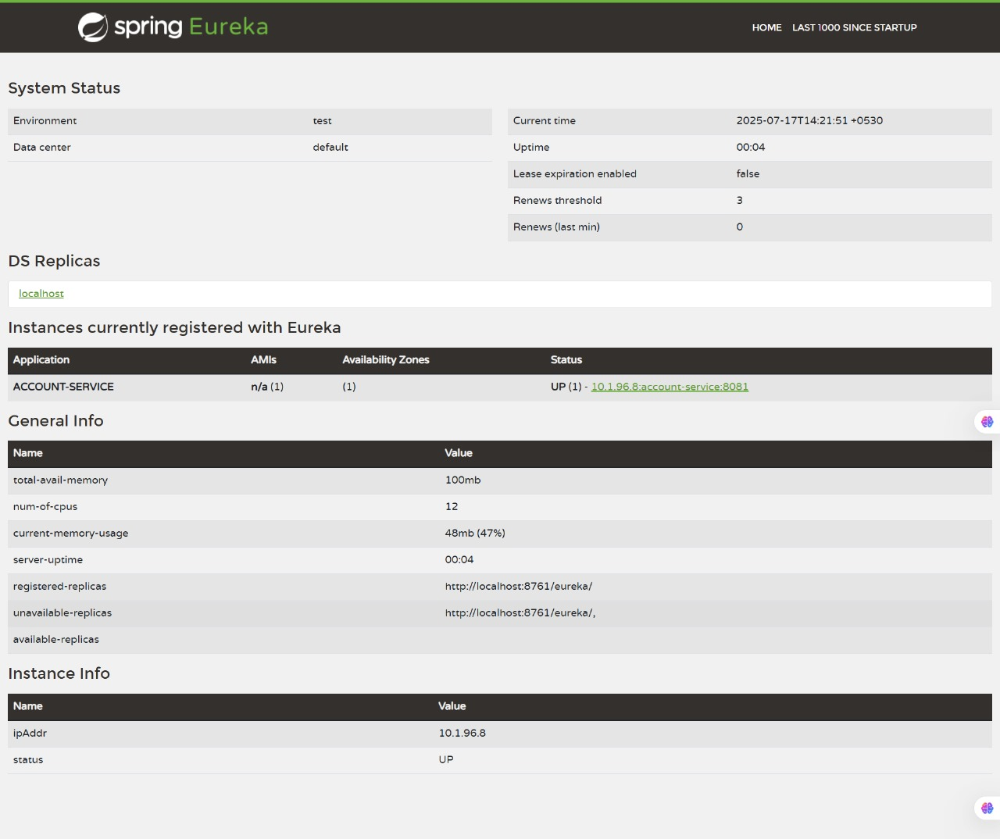 spring Eureka
HOME LAST 1000 SINCE STARTUP
System Status
Environment test
Data center default
Current time 2025-07-17T14:21:51 +0530
Uptime 00:04
Lease expiration enabled false
Renews threshold 3
Renews (last min) 0
DS Replicas
localhost
Instances currently registered with Eureka
Application AMIs Availability Zones Status
ACCOUNT-SERVICE n/a (1) (1) UP (1) - 10.1.96.8:account-service:8081
General Info
Name Value
total-avail-memory 100mb
num-of-cpus 12
current-memory-usage 48mb (47%)
server-uptime 00:04
registered-replicas http://localhost:8761/eureka/
unavailable-replicas http://localhost:8761/eureka/,
available-replicas
Instance Info
Name Value
ipAddr 10.1.96.8
status UP